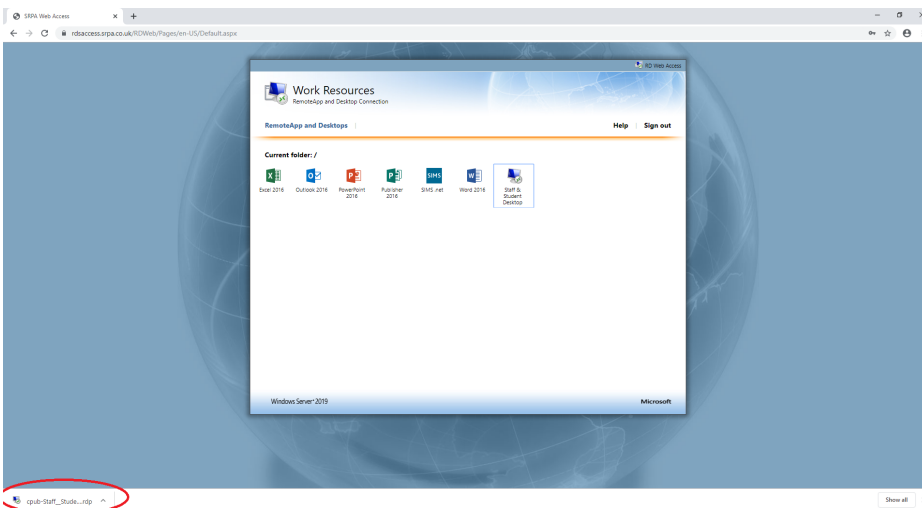 SRPA Web Access
rdsaccess.srpa.co.uk/RDWeb/Pages/en-US/Default.aspx
RD Web Access
Work Resources
RemoteApp and Desktop Connection
RemoteApp and Desktops
Help
Sign out
Current folder: /
Excel 2016
Outlook 2016
PowerPoint
2016
Publisher
2016
SIMS
SIMS .net
Word 2016
Staff &
Student
Desktop
Windows Server® 2019
Microsoft
cpub-Staff__Stude....rdp
Show all